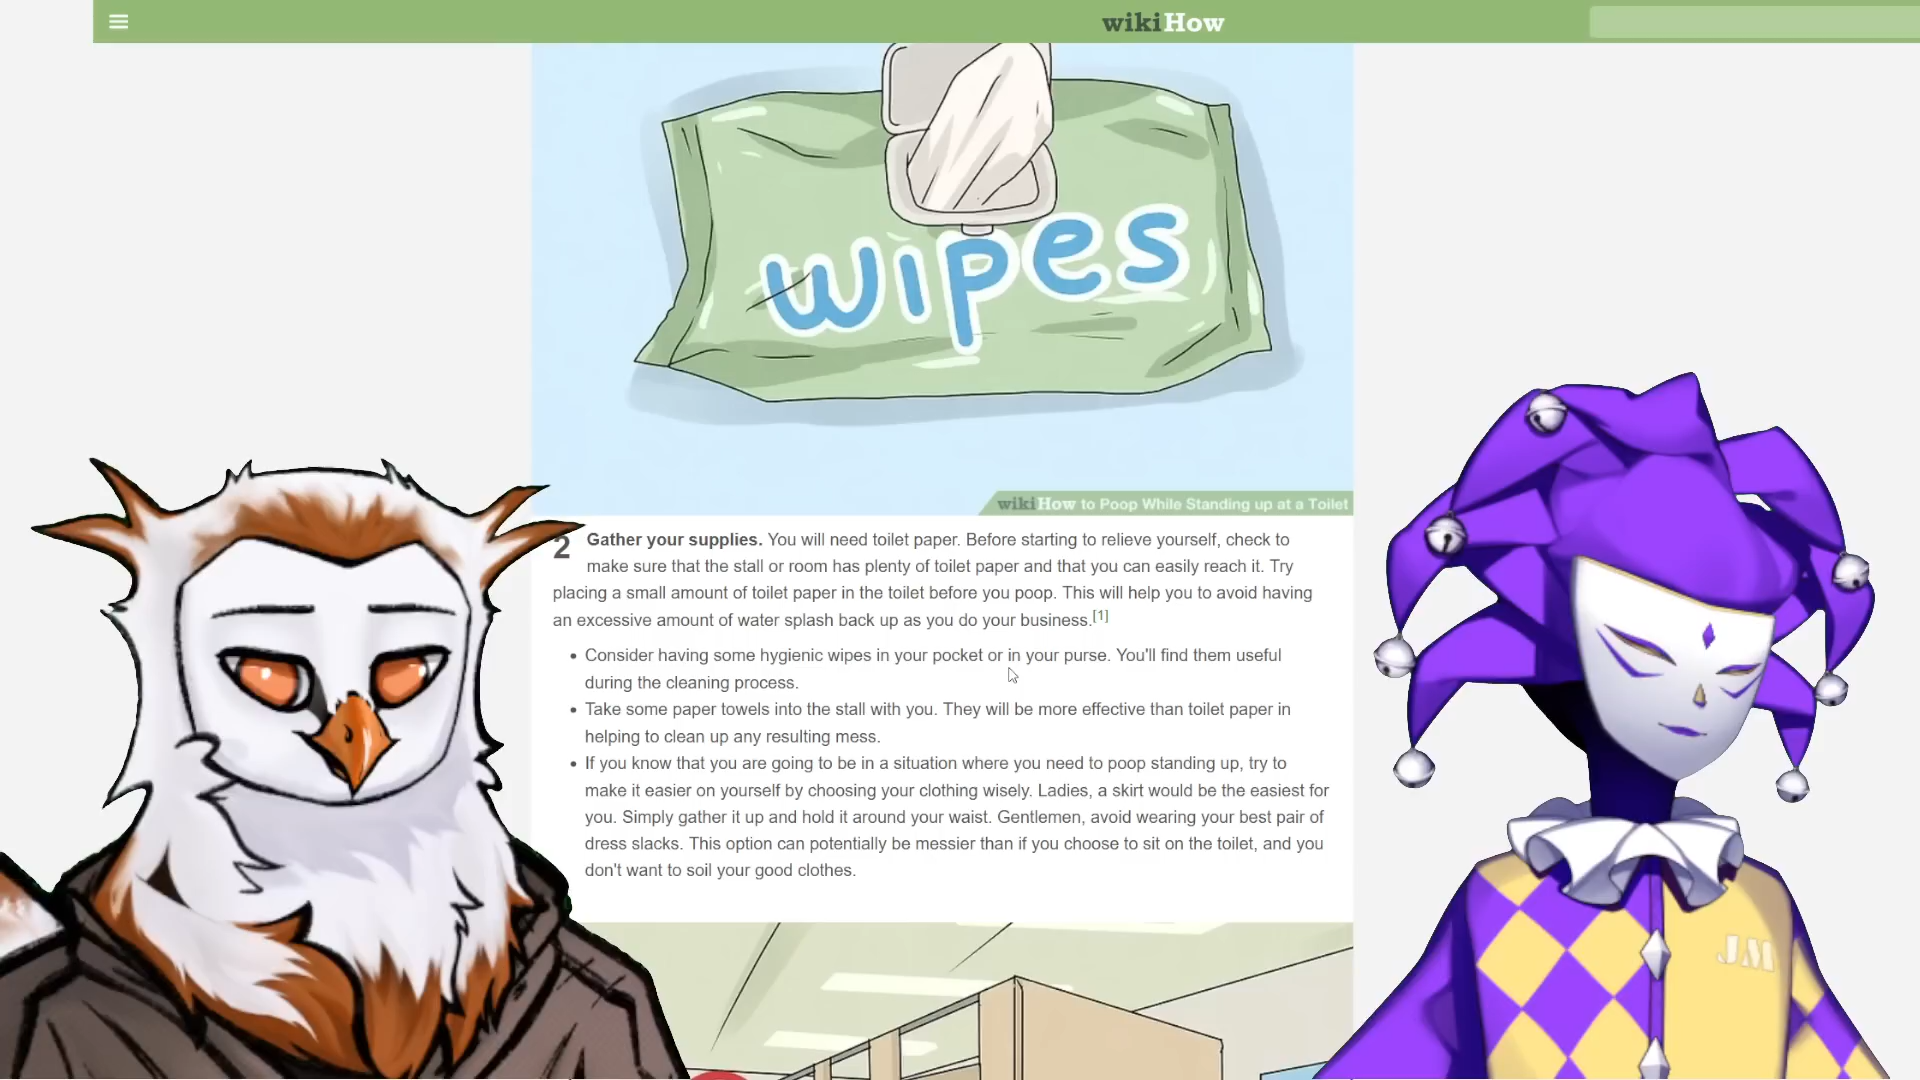 wikiHow
wipes
wikiHow to Poop While Standing up at a Toilet
2 Gather your supplies. You will need toilet paper. Before starting to relieve yourself, check to
make sure that the stall or room has plenty of toilet paper and that you can easily reach it. Try
placing a small amount of toilet paper in the toilet before you poop. This will help you to avoid having
an excessive amount of water splash back up as you do your business.[1]
• Consider having some hygienic wipes in your pocket or in your purse. You'll find them useful
during the cleaning process.
• Take some paper towels into the stall with you. They will be more effective than toilet paper in
helping to clean up any resulting mess.
• If you know that you are going to be in a situation where you need to poop standing up, try to
make it easier on yourself by choosing your clothing wisely. Ladies, a skirt would be the easiest for
you. Simply gather it up and hold it around your waist. Gentlemen, avoid wearing your best pair of
dress slacks. This option can potentially be messier than if you choose to sit on the toilet, and you
don't want to soil your good clothes.
JM